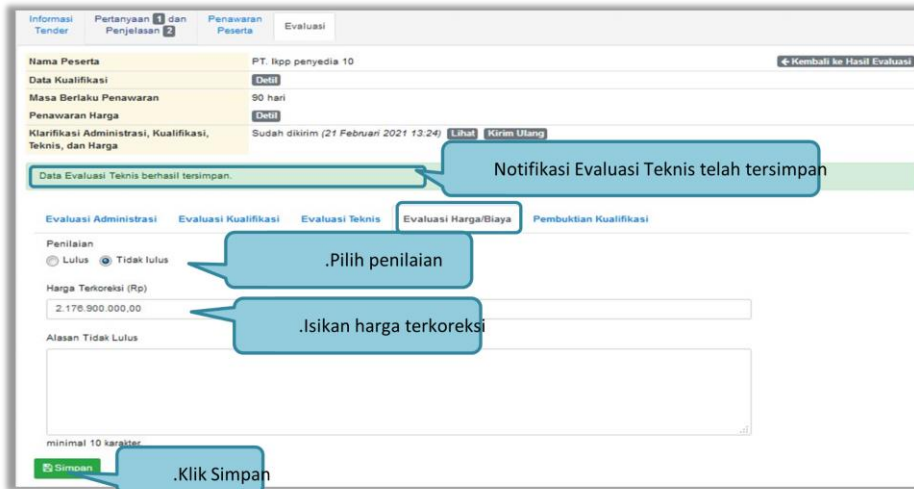 Informasi Tender
Pertanyaan 1 dan Penjelasan 2
Penawaran Peserta
Evaluasi
Nama Peserta PT. lkpp penyedia 10
Kembali ke Hasil Evaluasi
Data Kualifikasi Detil
Masa Berlaku Penawaran 90 hari
Penawaran Harga Detil
Klarifikasi Administrasi, Kualifikasi, Teknis, dan Harga Sudah dikirim (21 Februari 2021 13:24) Lihat Kirim Ulang
Data Evaluasi Teknis berhasil tersimpan.
Notifikasi Evaluasi Teknis telah tersimpan
Evaluasi Administrasi Evaluasi Kualifikasi Evaluasi Teknis Evaluasi Harga/Biaya Pembuktian Kualifikasi
Penilaian
Lulus Tidak lulus
.Pilih penilaian
Harga Terkoreksi (Rp)
2.176.900.000,00
.Isikan harga terkoreksi
Alasan Tidak Lulus
minimal 10 karakter
Simpan
.Klik Simpan